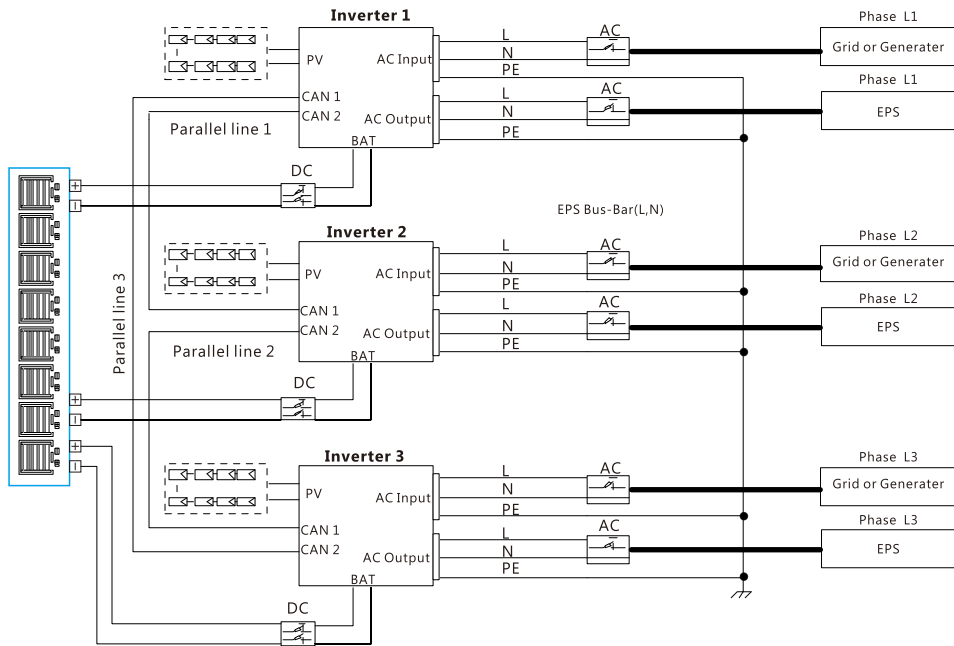 Inverter 1
PV
CAN 1
CAN 2
AC Input
AC Output
BAT
L
N
PE
L
N
PE
AC
AC
Phase L1
Grid or Generater
Phase L1
EPS
Parallel line 1
DC
+
−
EPS Bus-Bar(L,N)
Inverter 2
PV
CAN 1
CAN 2
AC Input
AC Output
BAT
L
N
PE
L
N
PE
AC
AC
Phase L2
Grid or Generater
Phase L2
EPS
Parallel line 3
Parallel line 2
DC
+
−
+
−
Inverter 3
PV
CAN 1
CAN 2
AC Input
AC Output
BAT
L
N
PE
L
N
PE
AC
AC
Phase L3
Grid or Generater
Phase L3
EPS
DC